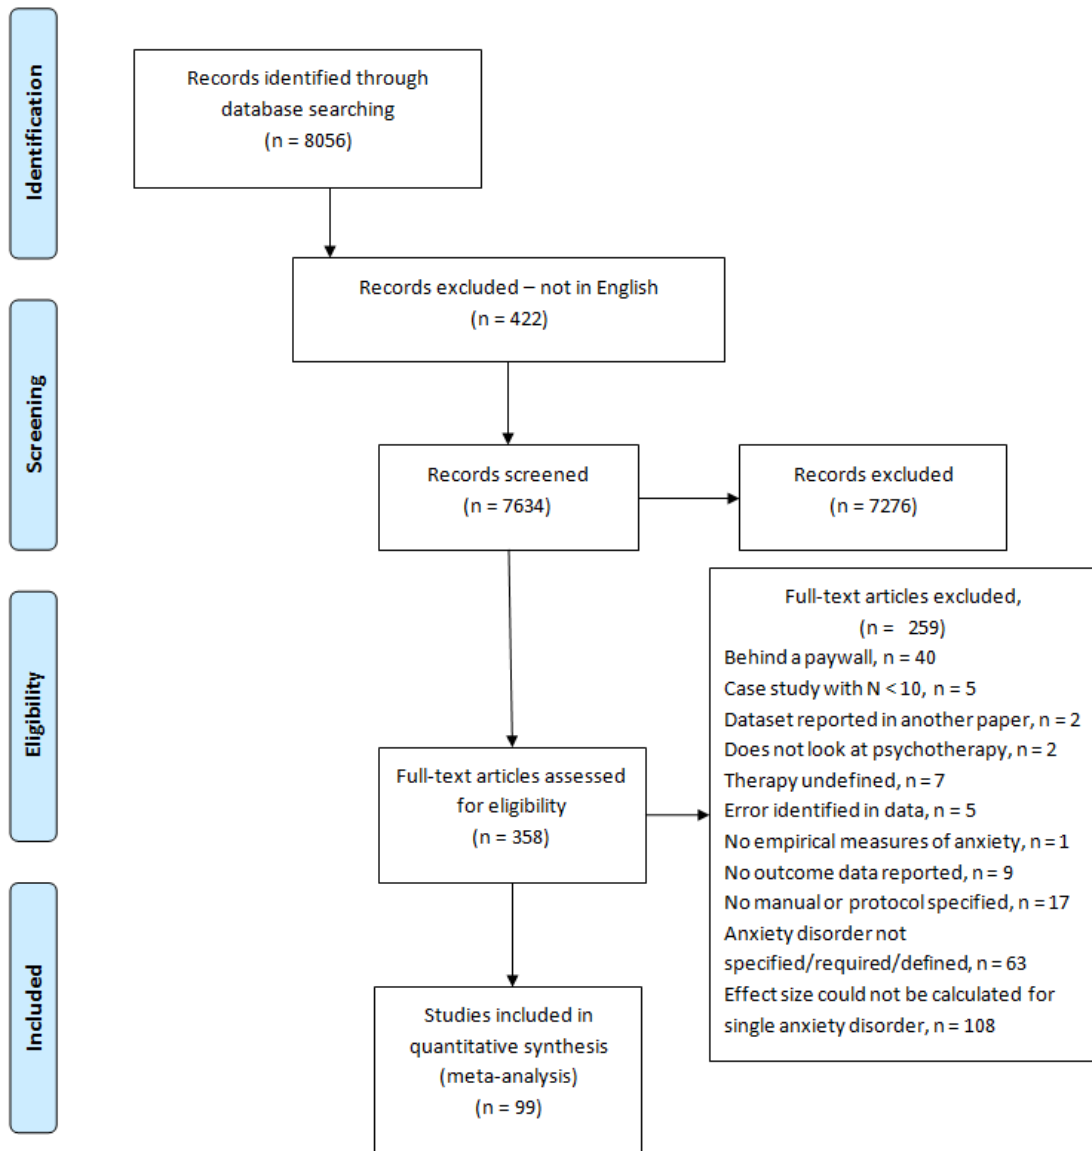 Identification
Records identified through
database searching
(n = 8056)
Records excluded – not in English
(n = 422)
Screening
Records screened
(n = 7634)
Records excluded
(n = 7276)
Eligibility
Full-text articles assessed
for eligibility
(n = 358)
Full-text articles excluded,
(n = 259)
Behind a paywall, n = 40
Case study with N < 10, n = 5
Dataset reported in another paper, n = 2
Does not look at psychotherapy, n = 2
Therapy undefined, n = 7
Error identified in data, n = 5
No empirical measures of anxiety, n = 1
No outcome data reported, n = 9
No manual or protocol specified, n = 17
Anxiety disorder not
specified/required/defined, n = 63
Effect size could not be calculated for
single anxiety disorder, n = 108
Included
Studies included in
quantitative synthesis
(meta-analysis)
(n = 99)